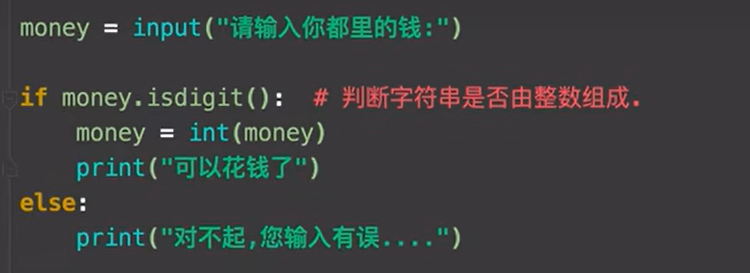 money = input("请输入你都里的钱:")
if money.isdigit():  # 判断字符串是否由整数组成.
    money = int(money)
    print("可以花钱了")
else:
    print("对不起,您输入有误....")